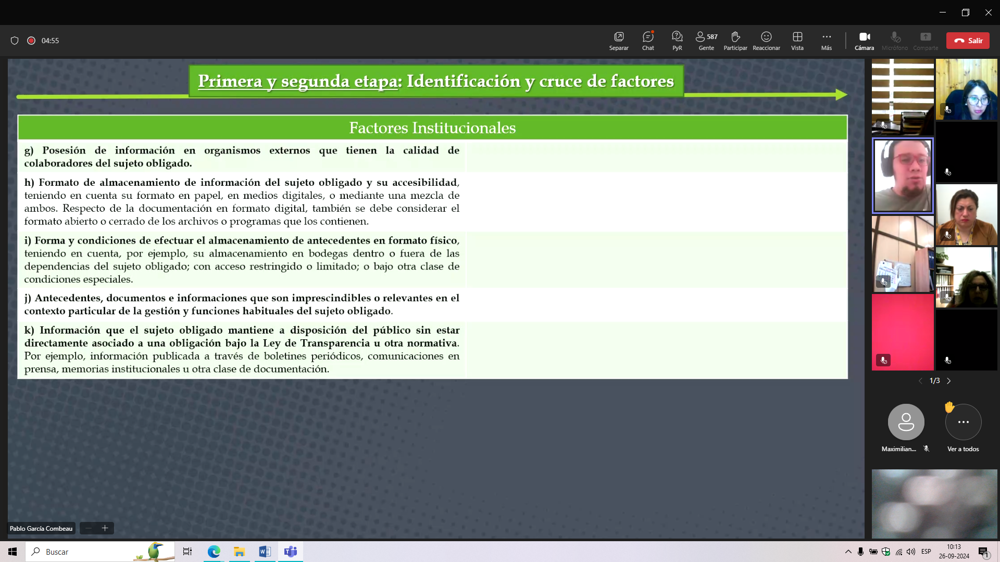 04:55
Separar
Chat
PyR
587
Gente
Participar
Reaccionar
Vista
Más
Cámara
Micrófono
Comparte
Salir
Primera y segunda etapa: Identificación y cruce de factores
Factores Institucionales
g) Posesión de información en organismos externos que tienen la calidad de
colaboradores del sujeto obligado.
h) Formato de almacenamiento de información del sujeto obligado y su accesibilidad,
teniendo en cuenta su formato en papel, en medios digitales, o mediante una mezcla de
ambos. Respecto de la documentación en formato digital, también se debe considerar el
formato abierto o cerrado de los archivos o programas que los contienen.
i) Forma y condiciones de efectuar el almacenamiento de antecedentes en formato físico,
teniendo en cuenta, por ejemplo, su almacenamiento en bodegas dentro o fuera de las
dependencias del sujeto obligado; con acceso restringido o limitado; o bajo otra clase de
condiciones especiales.
j) Antecedentes, documentos e informaciones que son imprescindibles o relevantes en el
contexto particular de la gestión y funciones habituales del sujeto obligado.
k) Información que el sujeto obligado mantiene a disposición del público sin estar
directamente asociado a una obligación bajo la Ley de Transparencia u otra normativa.
Por ejemplo, información publicada a través de boletines periódicos, comunicaciones en
prensa, memorias institucionales u otra clase de documentación.
1/3
Maximilian...
Ver a todos
Pablo García Combeau
Buscar
ESP
10:13
26-09-2024
1